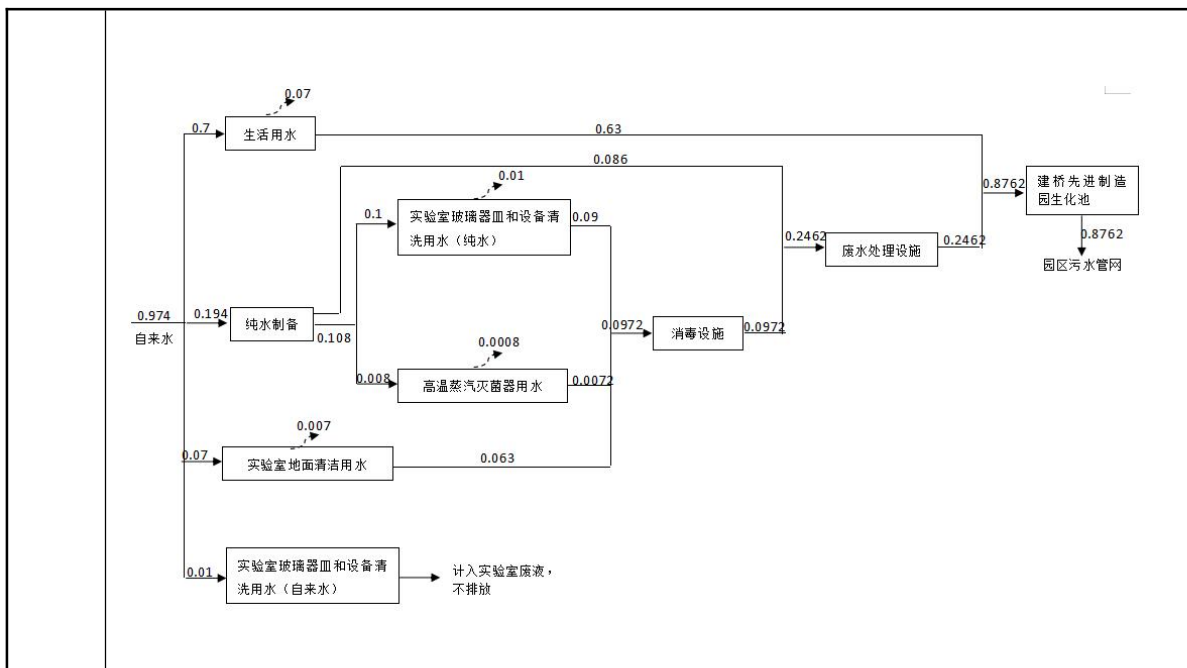 0.07
0.7
生活用水
0.63
0.086
0.01
0.1
实验室玻璃器皿和设备清
洗用水（纯水）
0.09
0.8762
建桥先进制造
园生化池
0.8762
园区污水管网
0.2462
废水处理设施
0.2462
0.974
自来水
0.194
纯水制备
0.108
0.0972
消毒设施
0.0972
0.0008
0.008
高温蒸汽灭菌器用水
0.0072
0.007
0.07
实验室地面清洁用水
0.063
0.01
实验室玻璃器皿和设备清
洗用水（自来水）
计入实验室废液，
不排放